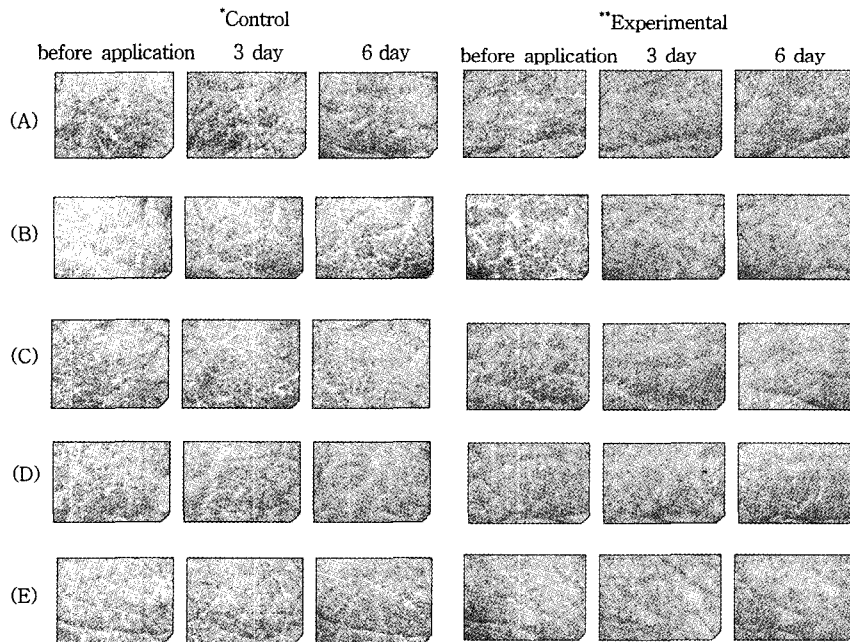 *Control
**Experimental
before application 3 day 6 day
before application 3 day 6 day
(A)
(B)
(C)
(D)
(E)